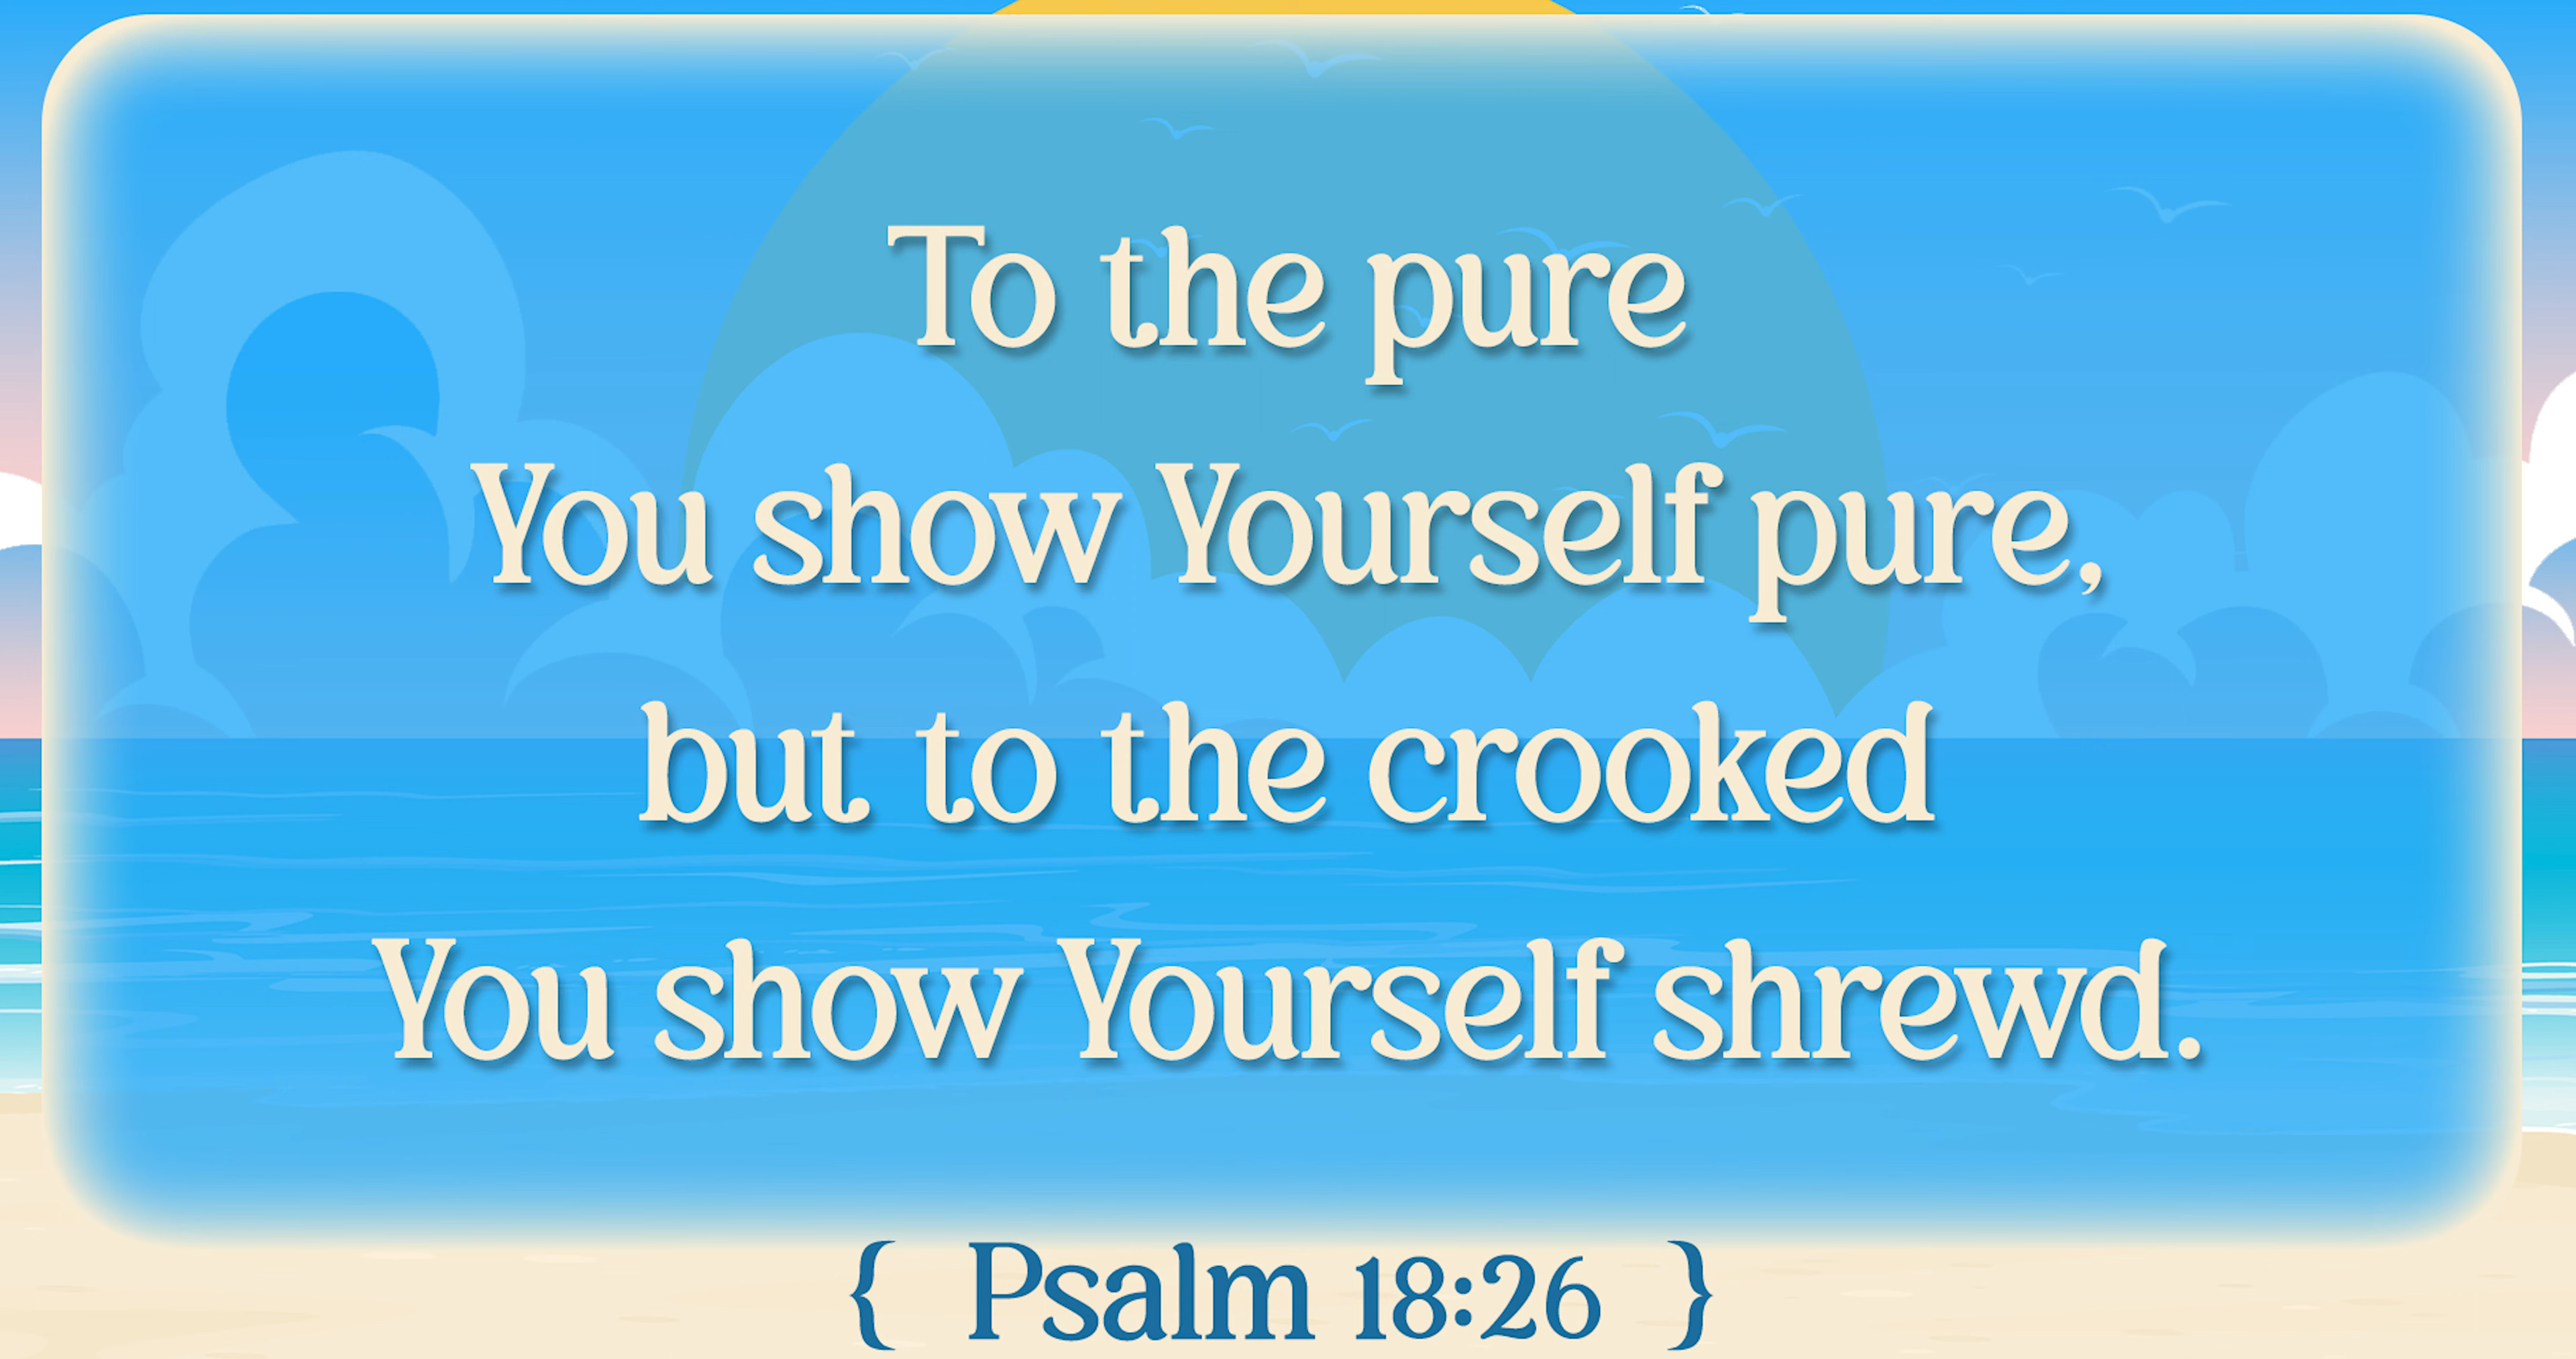 To the pure
You show Yourself pure,
but to the crooked
You show Yourself shrewd.
{ Psalm 18:26 }